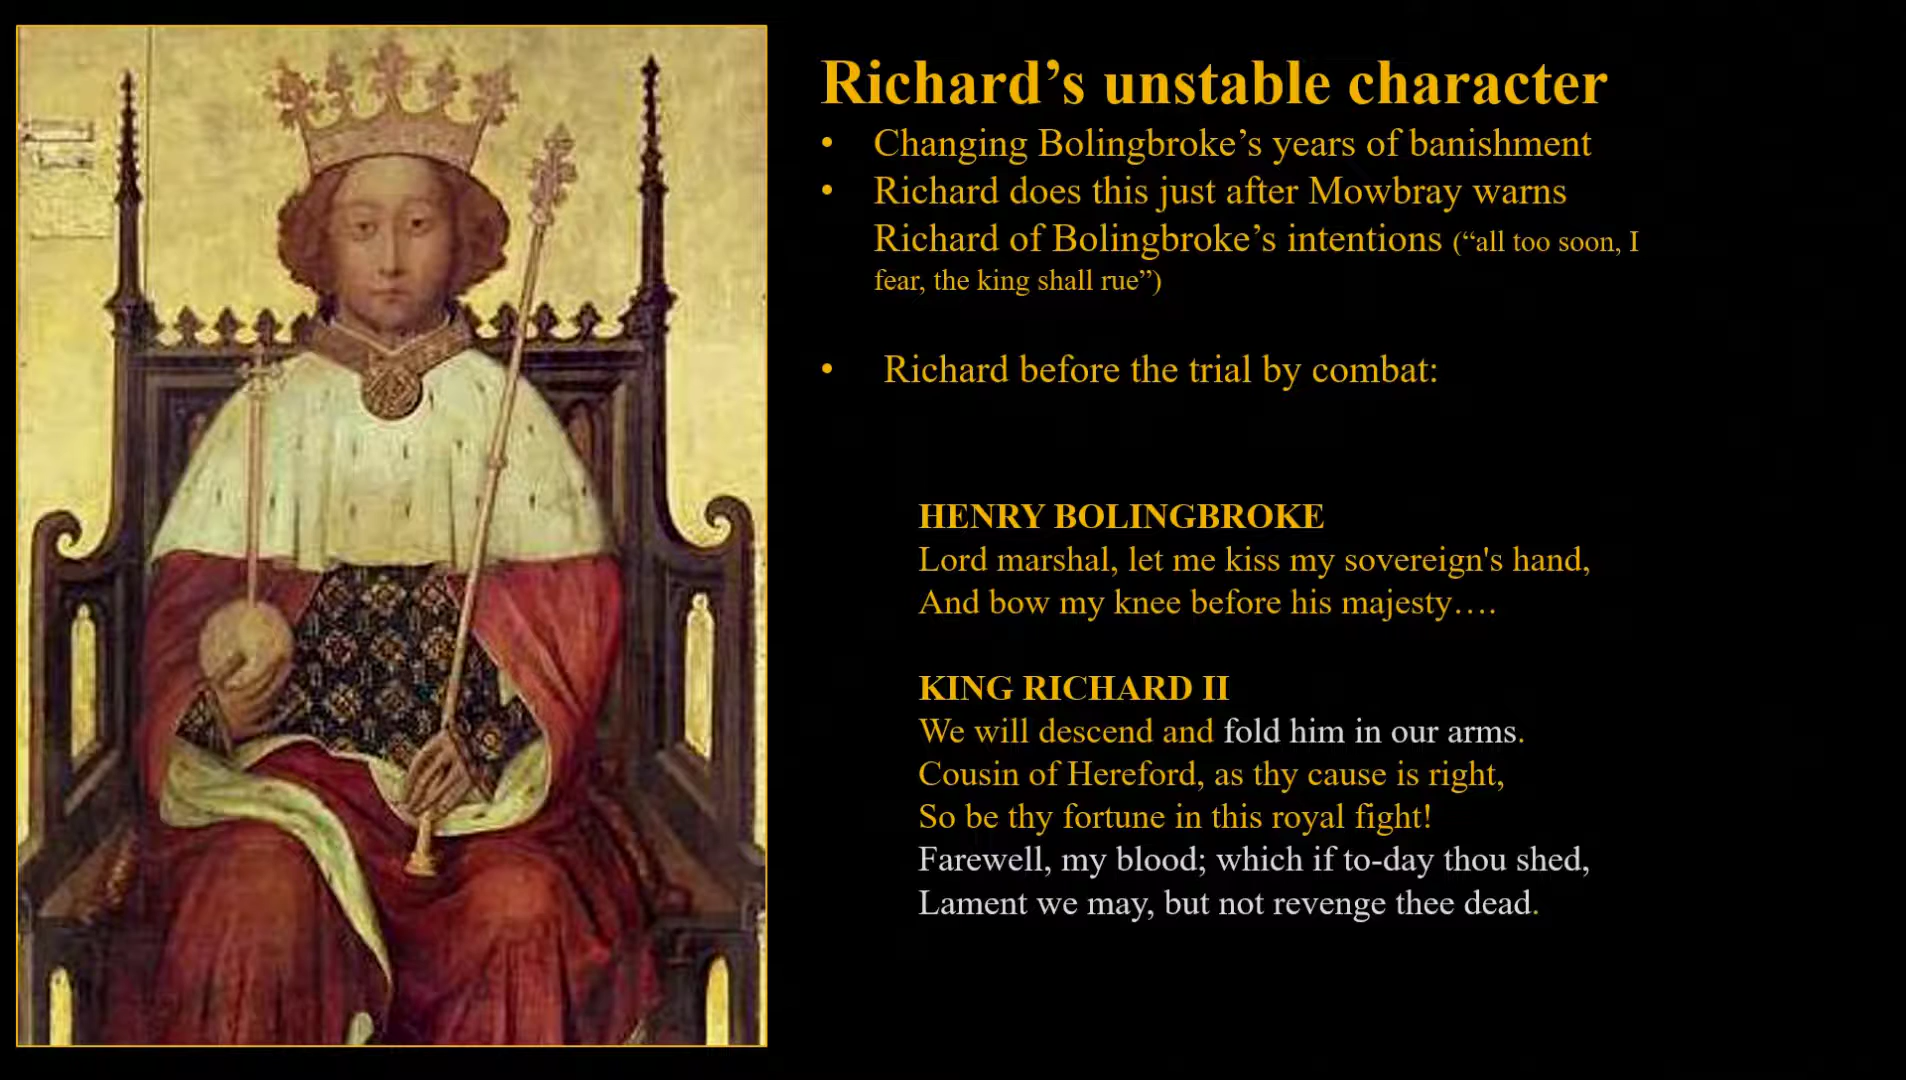 Richard’s unstable character
• Changing Bolingbroke’s years of banishment
• Richard does this just after Mowbray warns
Richard of Bolingbroke’s intentions (“all too soon, I
fear, the king shall rue”)
• Richard before the trial by combat:
HENRY BOLINGBROKE
Lord marshal, let me kiss my sovereign's hand,
And bow my knee before his majesty….
KING RICHARD II
We will descend and fold him in our arms.
Cousin of Hereford, as thy cause is right,
So be thy fortune in this royal fight!
Farewell, my blood; which if to-day thou shed,
Lament we may, but not revenge thee dead.